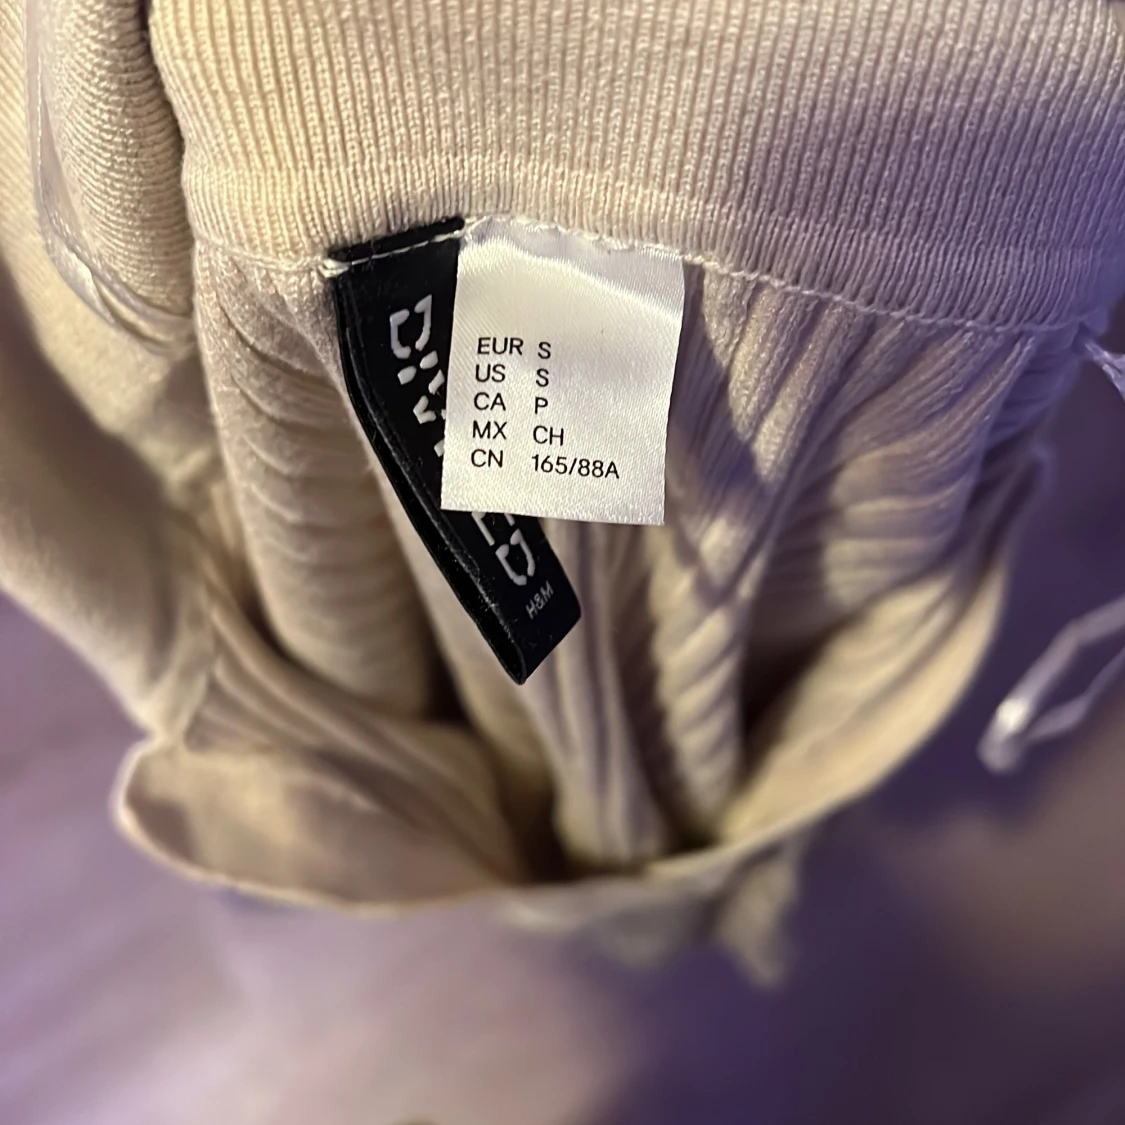 EUR S
US S
CA P
MX CH
CN 165/88A
H&M